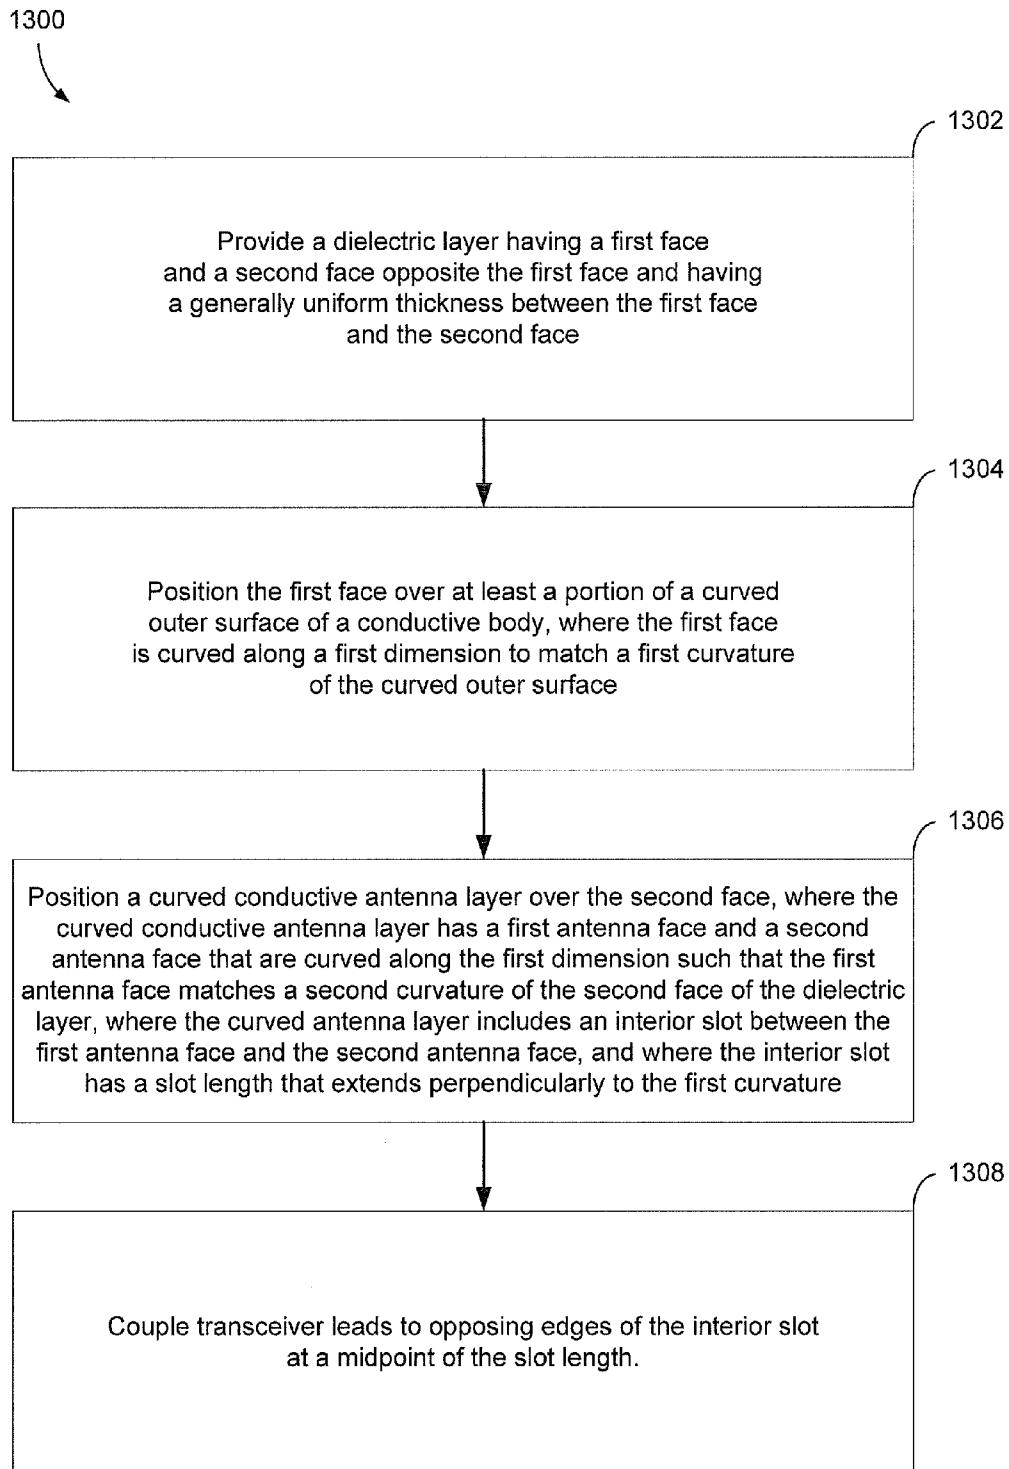 1300
1302
Provide a dielectric layer having a first face
and a second face opposite the first face and having
a generally uniform thickness between the first face
and the second face
1304
Position the first face over at least a portion of a curved
outer surface of a conductive body, where the first face
is curved along a first dimension to match a first curvature
of the curved outer surface
1306
Position a curved conductive antenna layer over the second face, where the
curved conductive antenna layer has a first antenna face and a second
antenna face that are curved along the first dimension such that the first
antenna face matches a second curvature of the second face of the dielectric
layer, where the curved antenna layer includes an interior slot between the
first antenna face and the second antenna face, and where the interior slot
has a slot length that extends perpendicularly to the first curvature
1308
Couple transceiver leads to opposing edges of the interior slot
at a midpoint of the slot length.